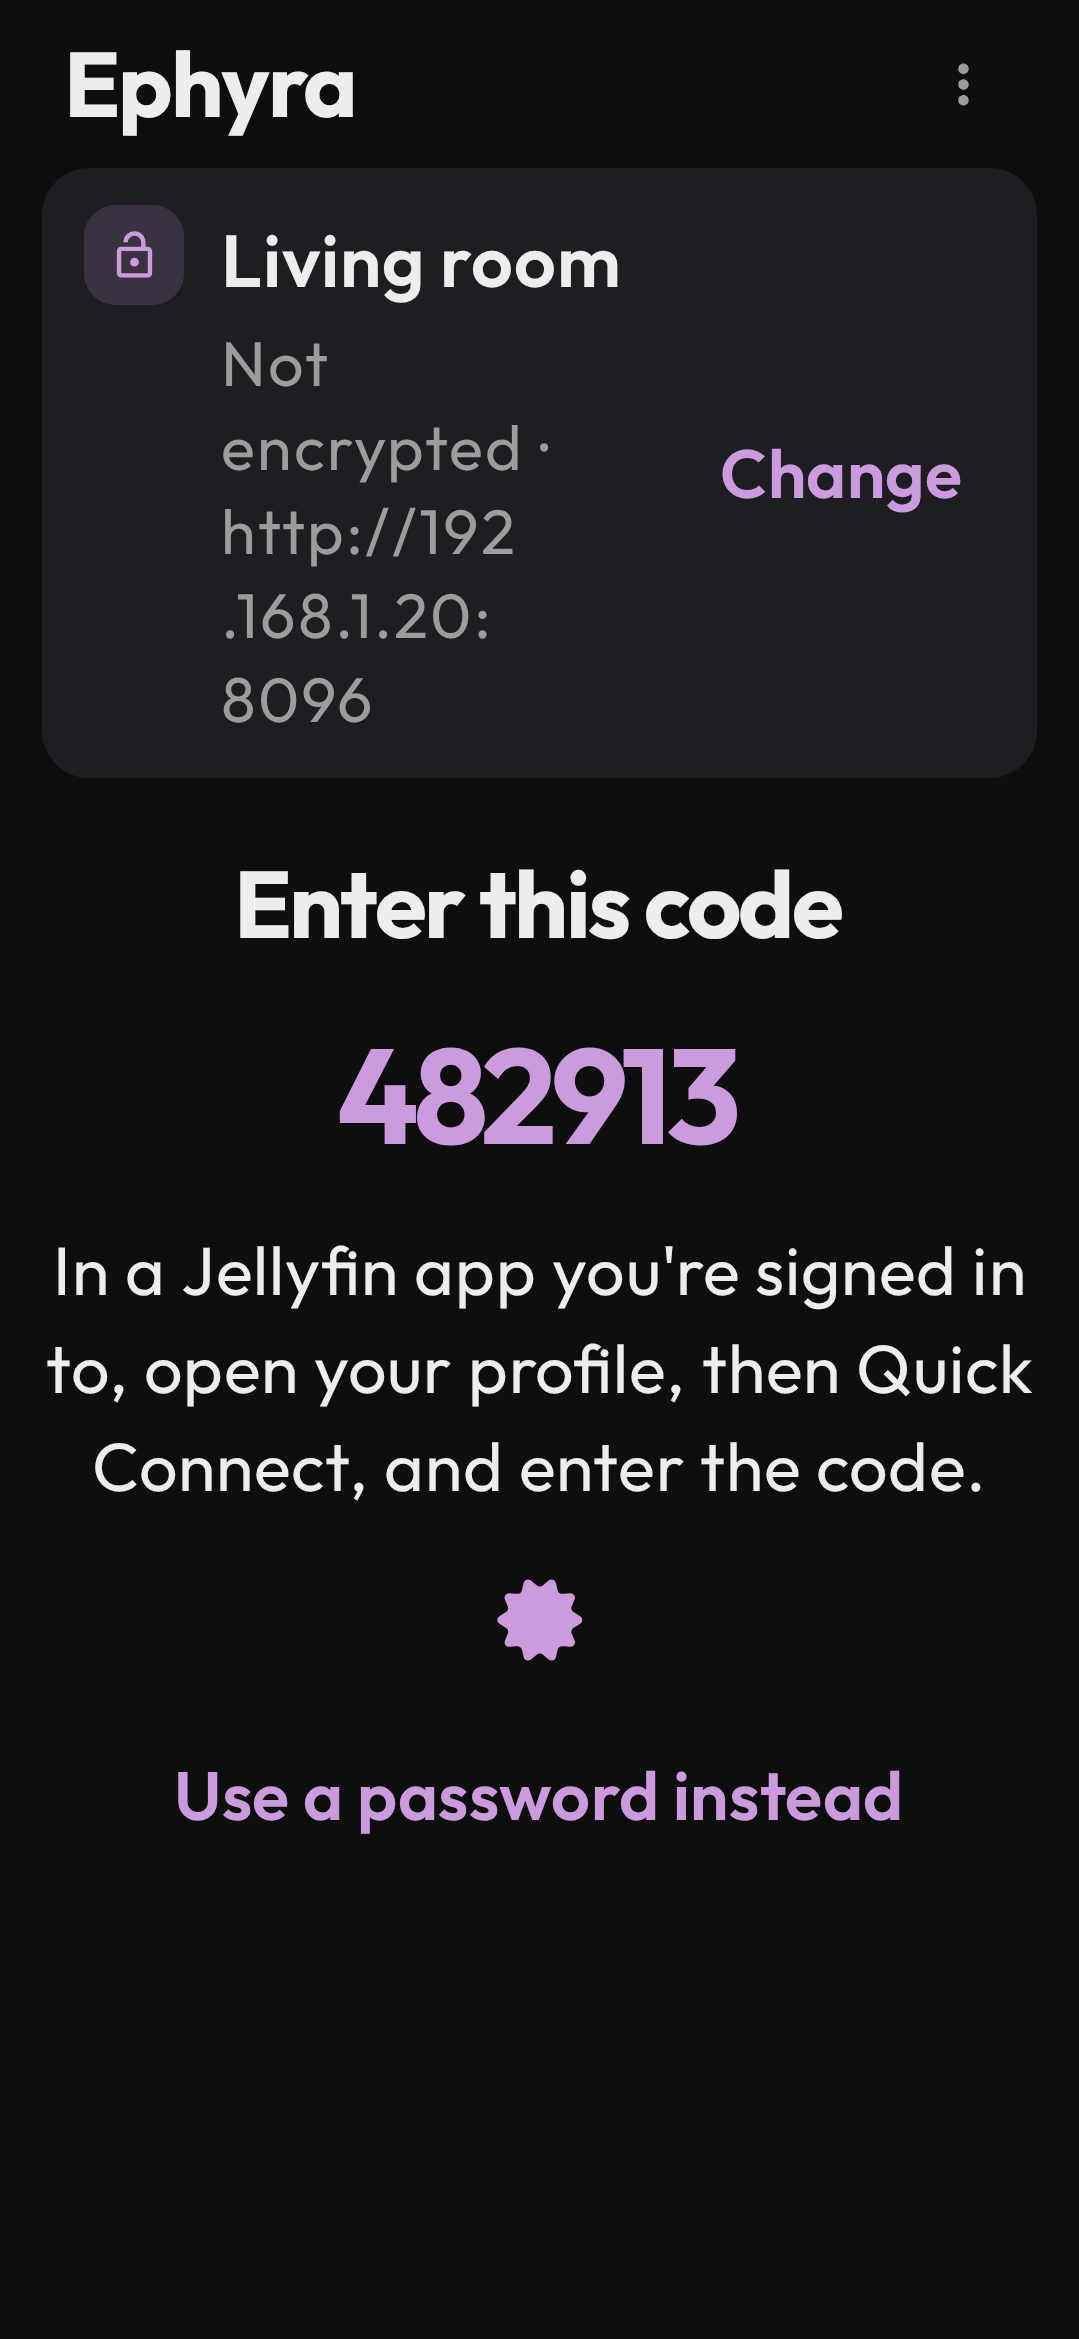 Ephyra
Living room
Not
encrypted ·
http://192
.168.1.20:
8096
Change
Enter this code
482913
In a Jellyfin app you're signed in
to, open your profile, then Quick
Connect, and enter the code.
Use a password instead